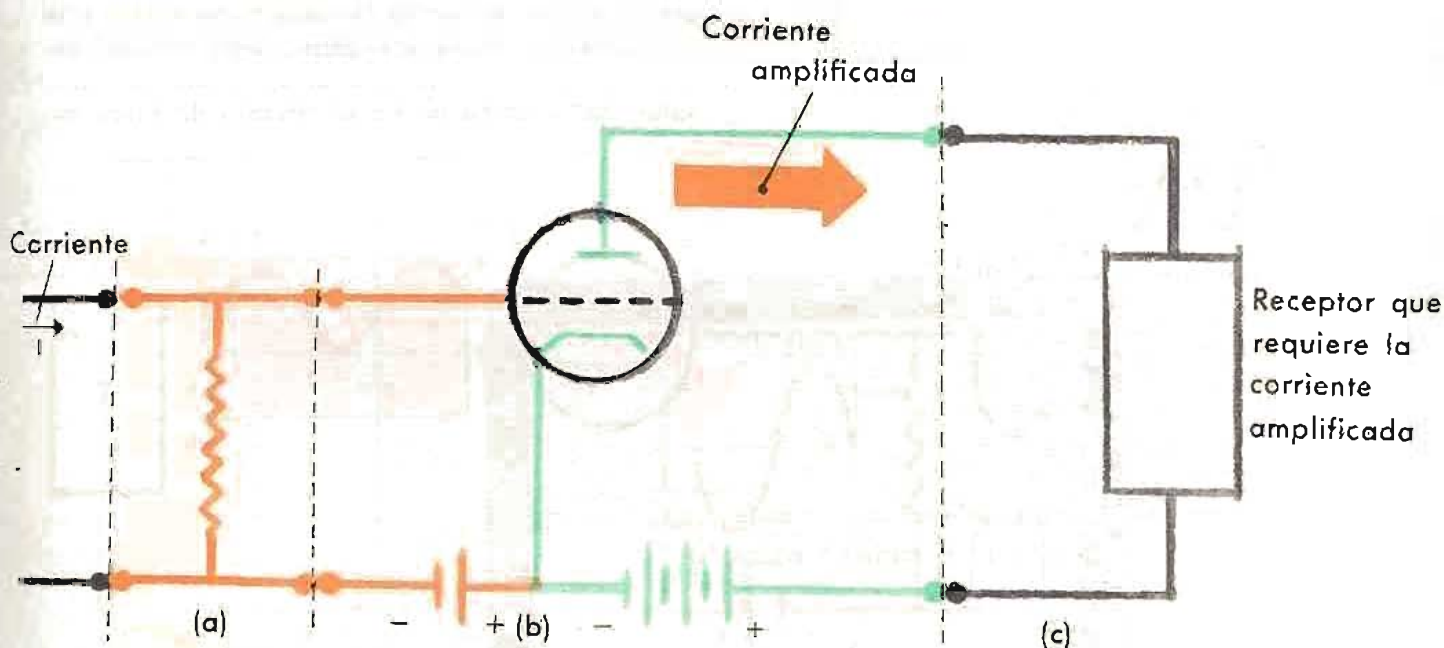 Corriente
amplificada
Corriente
I
Receptor que
requiere la
corriente
amplificada
(a)
- + (b) - +
(c)